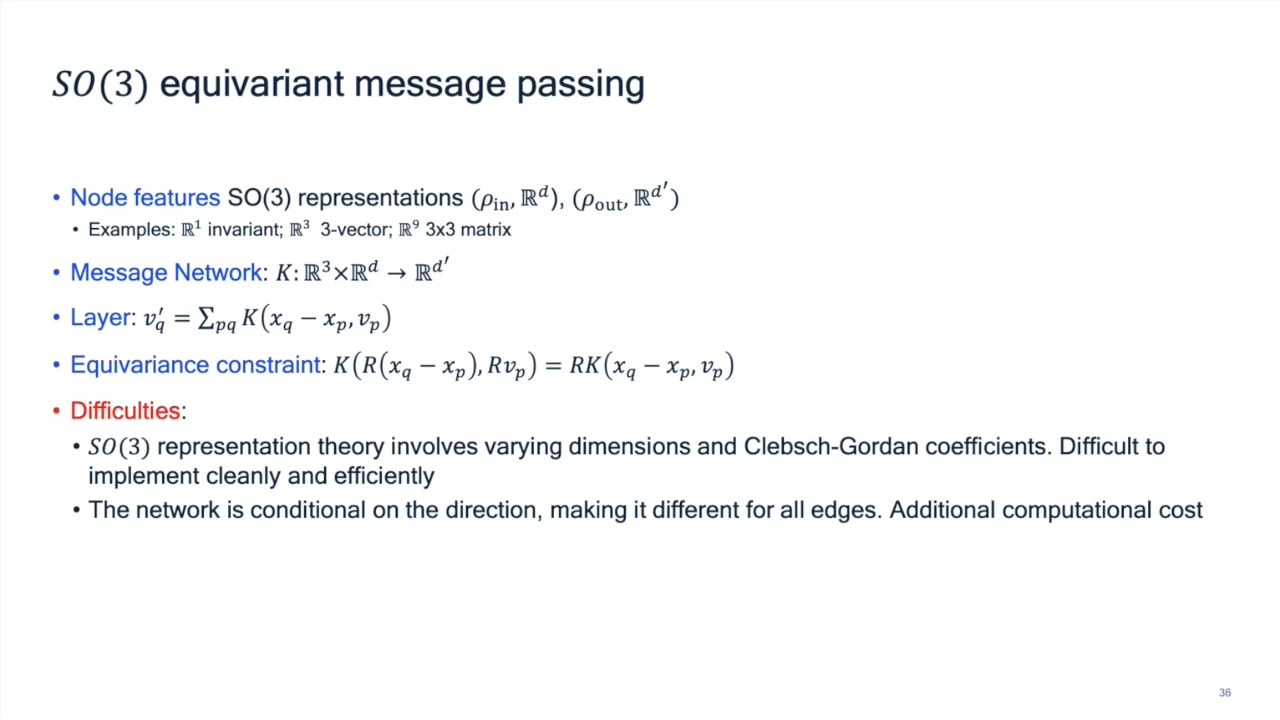 SO(3) equivariant message passing
• Node features SO(3) representations (ρ_in, ℝ^d), (ρ_out, ℝ^d′)
• Examples: ℝ¹ invariant; ℝ³ 3-vector; ℝ⁹ 3x3 matrix
• Message Network: K: ℝ³×ℝ^d → ℝ^d′
• Layer: v′_q = ∑_pq K(x_q − x_p, v_p)
• Equivariance constraint: K(R(x_q − x_p), Rv_p) = RK(x_q − x_p, v_p)
• Difficulties:
• SO(3) representation theory involves varying dimensions and Clebsch-Gordan coefficients. Difficult to
implement cleanly and efficiently
• The network is conditional on the direction, making it different for all edges. Additional computational cost
36